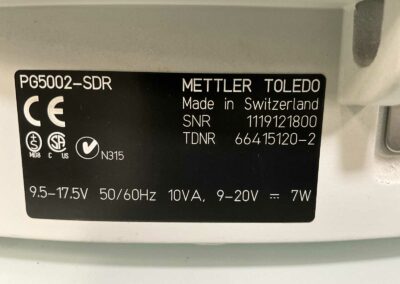 PG5002-SDR
METTLER TOLEDO
Made in Switzerland
SNR 1119121800
TDNR 66415120-2
CE
C US
N315
9.5-17.5V 50/60Hz 10VA, 9-20V ⎓ 7W